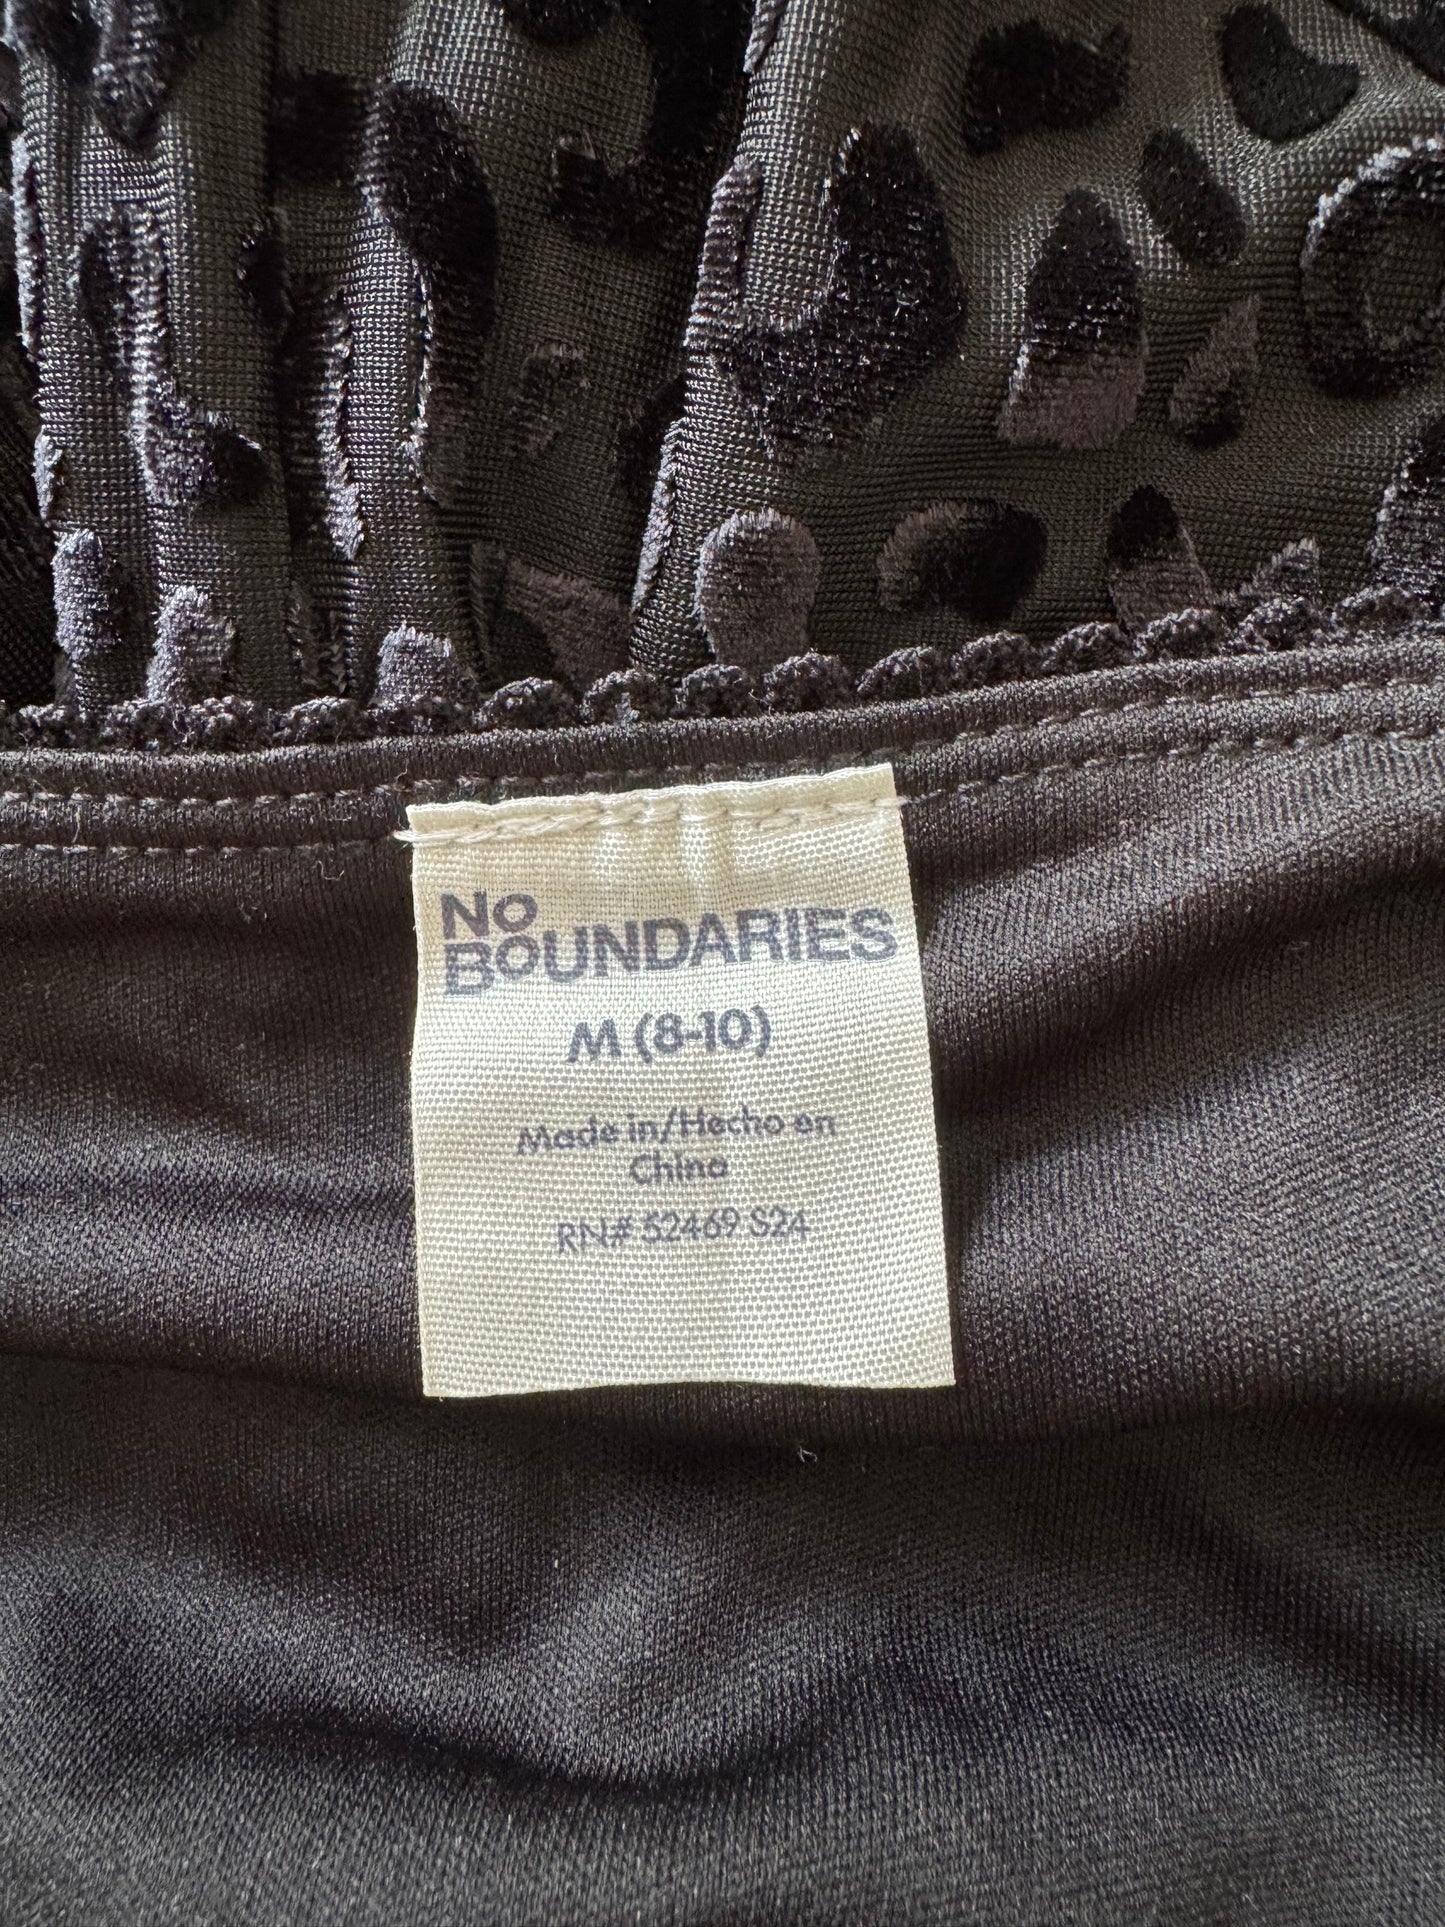 No
BOUNDARIES
M (8-10)
Made in/Hecho en
China
RN# 52469 S24